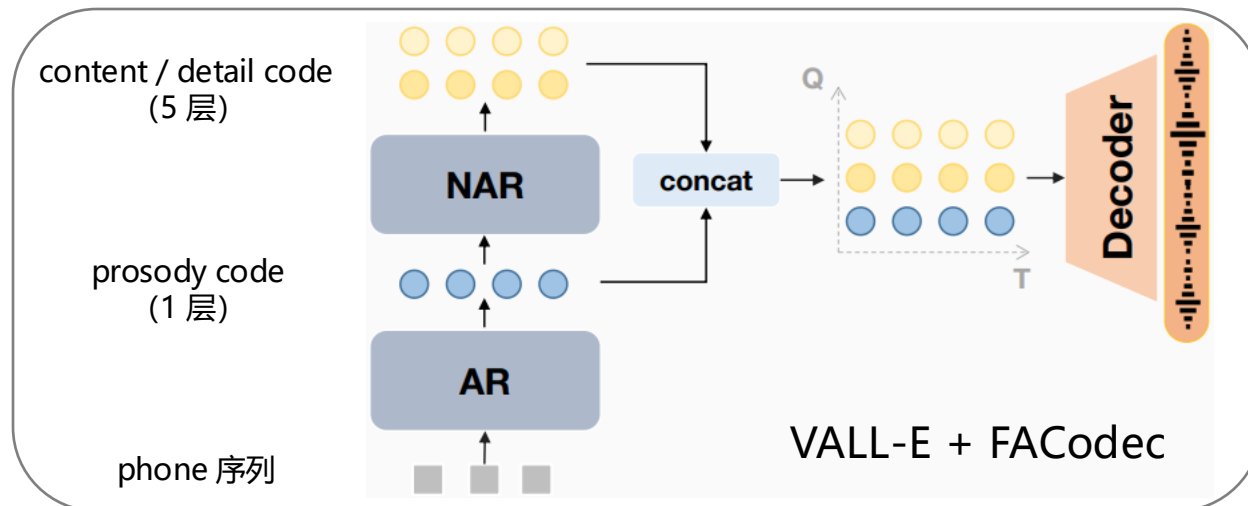 content / detail code
(5 层)
NAR
concat
Q
T
Decoder
prosody code
(1 层)
AR
phone 序列
VALL-E + FACodec